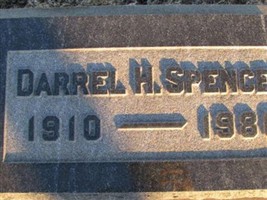 DARREL H. SPENCE
1910 — 198